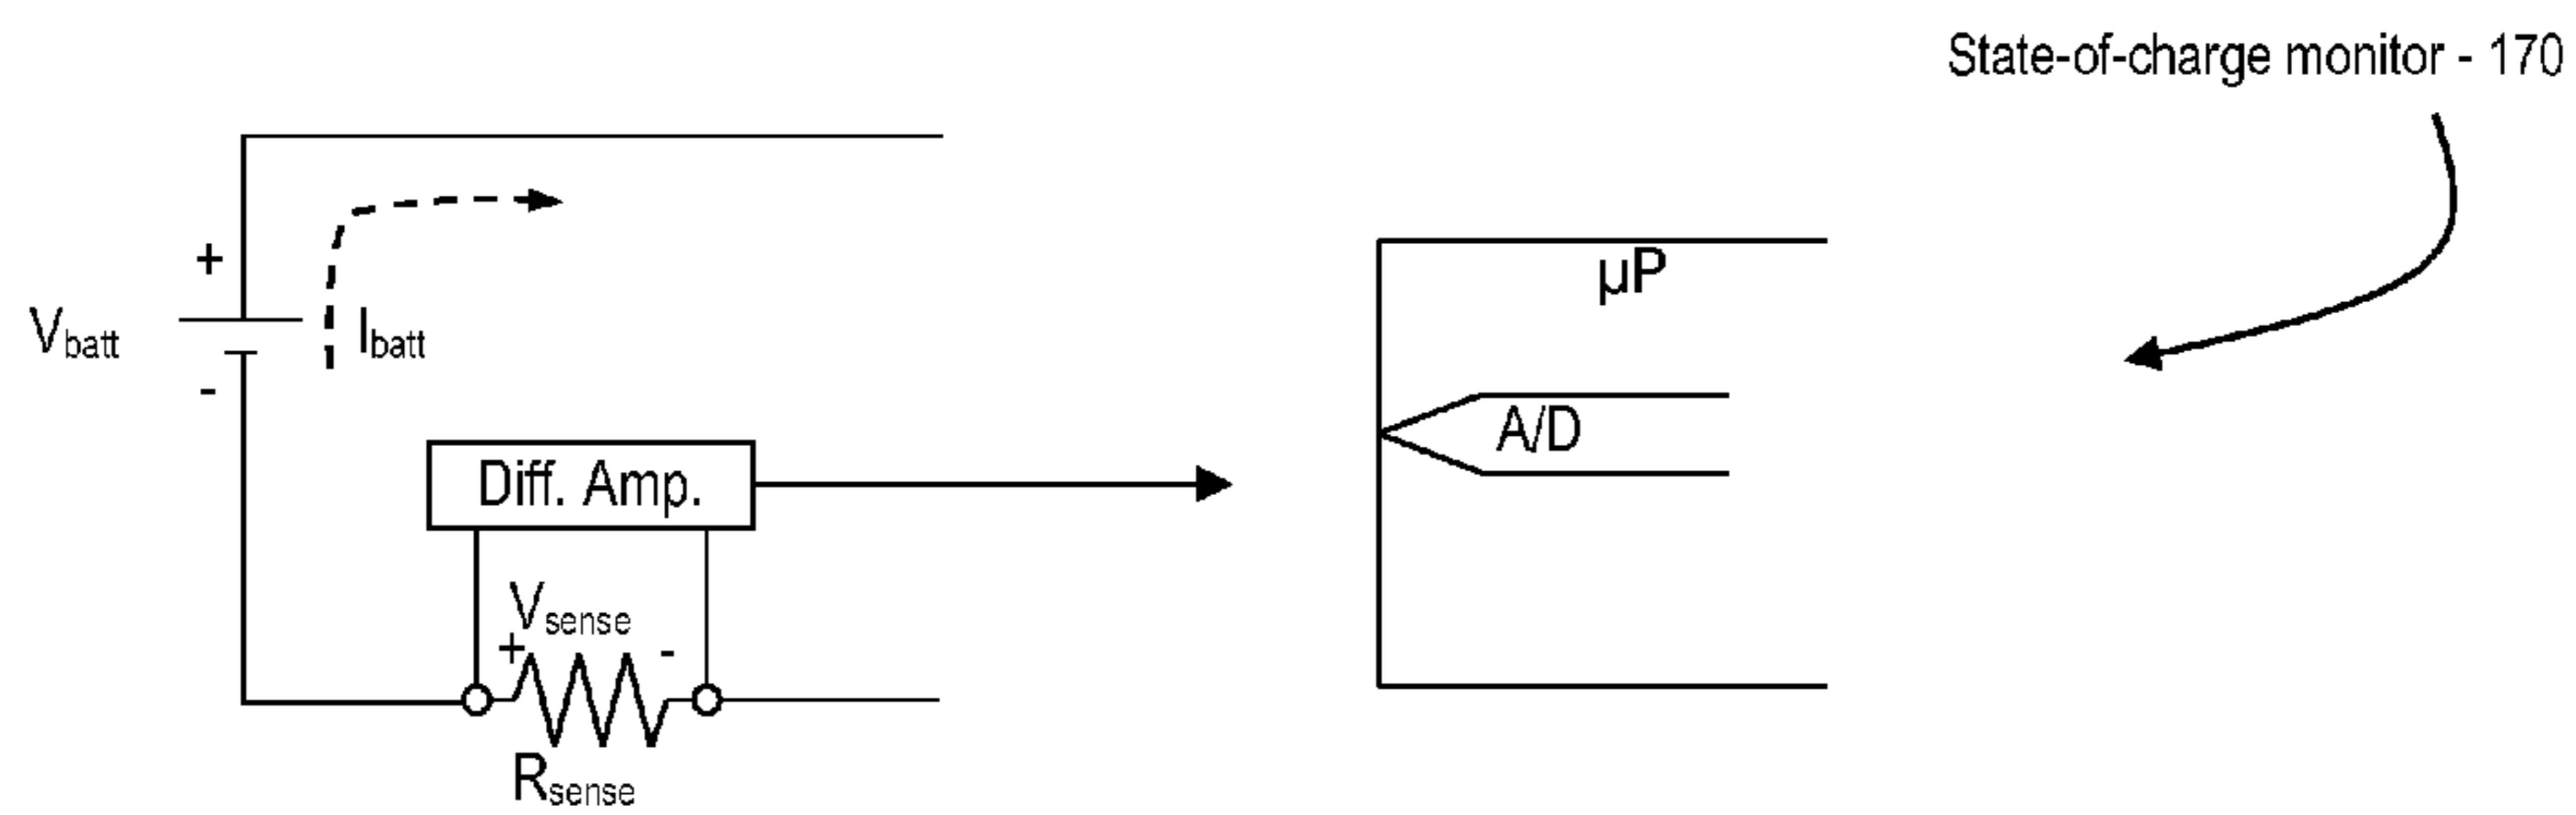 State-of-charge monitor - 170
+
µP
Vbatt
Ibatt
-
A/D
Diff. Amp.
Vsense
+ -
Rsense